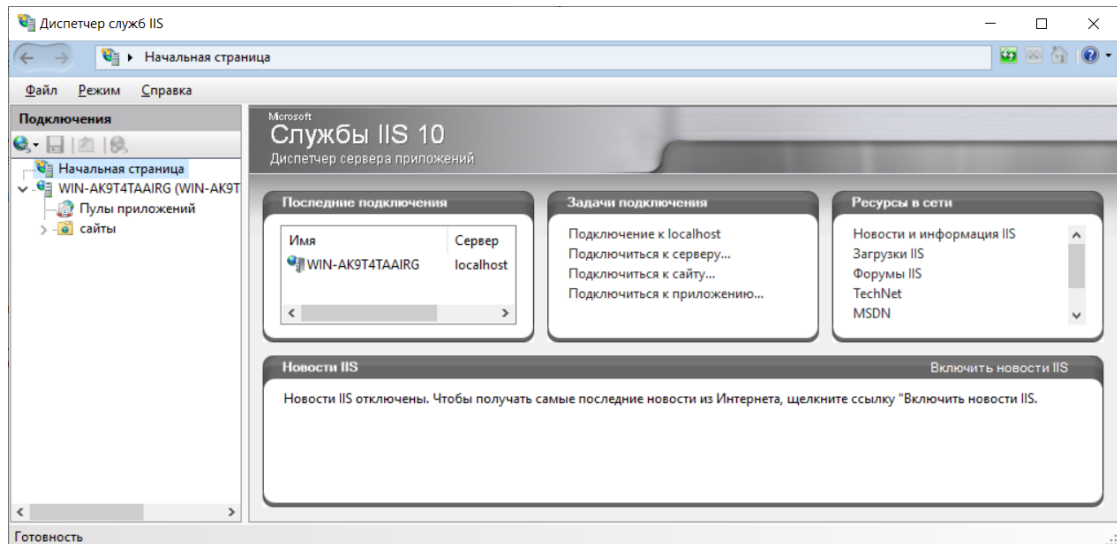 Диспетчер служб IIS
Начальная страница
Файл Режим Справка
Подключения
Начальная страница
WIN-AK9T4TAAIRG (WIN-AK9T
Пулы приложений
сайты
Microsoft
Службы IIS 10
Диспетчер сервера приложений
Последние подключения
Имя Сервер
WIN-AK9T4TAAIRG localhost
Задачи подключения
Подключение к localhost
Подключиться к серверу...
Подключиться к сайту...
Подключиться к приложению...
Ресурсы в сети
Новости и информация IIS
Загрузки IIS
Форумы IIS
TechNet
MSDN
Новости IIS Включить новости IIS
Новости IIS отключены. Чтобы получать самые последние новости из Интернета, щелкните ссылку "Включить новости IIS.
Готовность